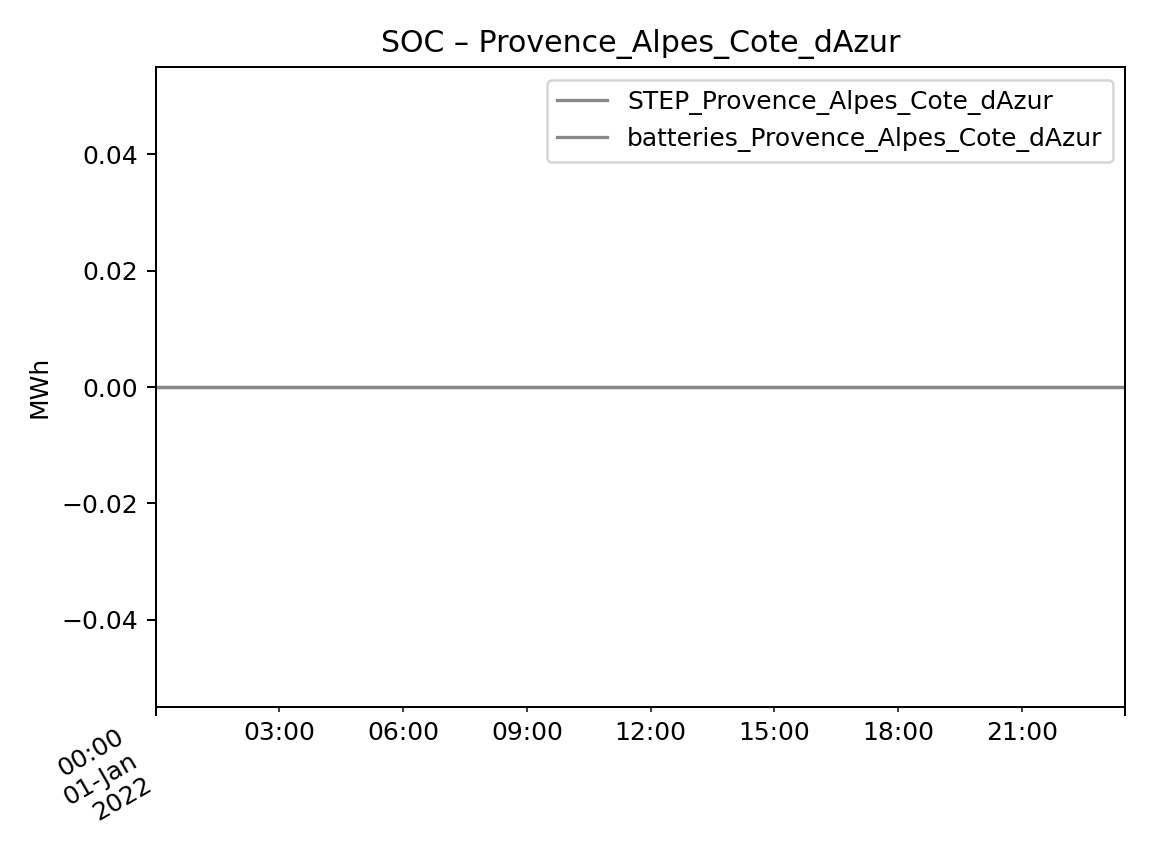 SOC – Provence_Alpes_Cote_dAzur
STEP_Provence_Alpes_Cote_dAzur
batteries_Provence_Alpes_Cote_dAzur
0.04
0.02
0.00
−0.02
−0.04
MWh
00:00
01-Jan
2022
03:00
06:00
09:00
12:00
15:00
18:00
21:00